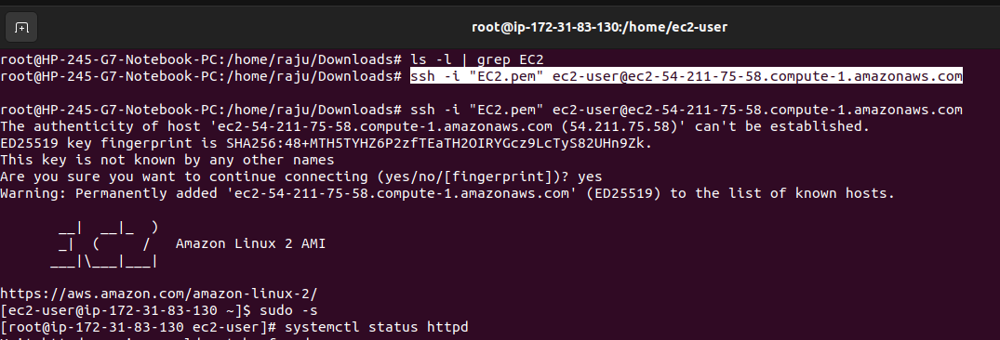 root@ip-172-31-83-130:/home/ec2-user
root@HP-245-G7-Notebook-PC:/home/raju/Downloads# ls -l | grep EC2
root@HP-245-G7-Notebook-PC:/home/raju/Downloads# ssh -i "EC2.pem" ec2-user@ec2-54-211-75-58.compute-1.amazonaws.com
root@HP-245-G7-Notebook-PC:/home/raju/Downloads# ssh -i "EC2.pem" ec2-user@ec2-54-211-75-58.compute-1.amazonaws.com
The authenticity of host 'ec2-54-211-75-58.compute-1.amazonaws.com (54.211.75.58)' can't be established.
ED25519 key fingerprint is SHA256:48+MTH5TYHZ6P2zfTEaTH2OIRYGcz9LcTyS82UHn9Zk.
This key is not known by any other names
Are you sure you want to continue connecting (yes/no/[fingerprint])? yes
Warning: Permanently added 'ec2-54-211-75-58.compute-1.amazonaws.com' (ED25519) to the list of known hosts.
       __|  __|_  )
       _|  (     /   Amazon Linux 2 AMI
      ___|\___|___|
https://aws.amazon.com/amazon-linux-2/
[ec2-user@ip-172-31-83-130 ~]$ sudo -s
[root@ip-172-31-83-130 ec2-user]# systemctl status httpd